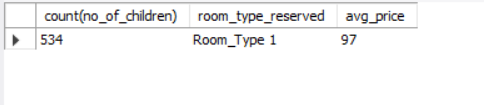 count(no_of_children) room_type_reserved avg_price
534 Room_Type 1 97